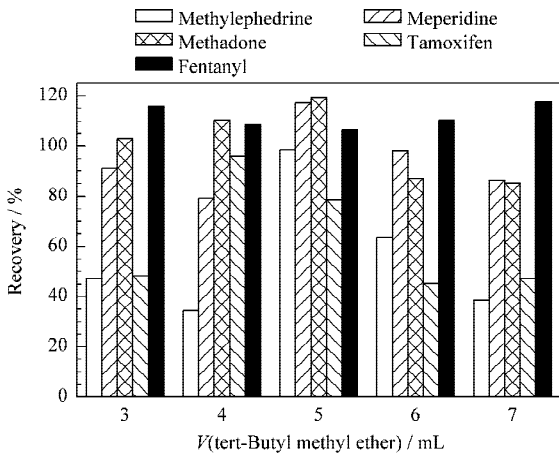 Methylephedrine Meperidine
Methadone Tamoxifen
Fentanyl
120
100
80
60
40
20
0
Recovery / %
3 4 5 6 7
V(tert-Butyl methyl ether) / mL